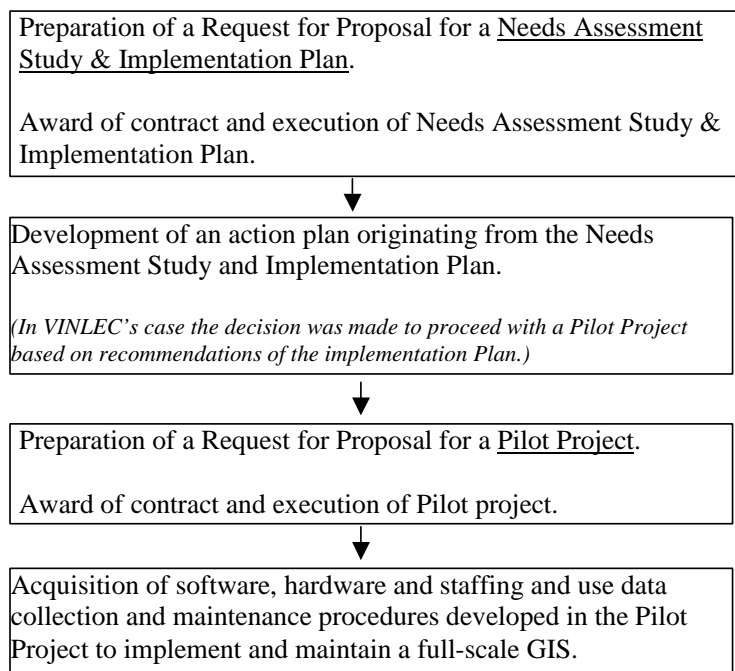 Preparation of a Request for Proposal for a Needs Assessment
Study & Implementation Plan.
Award of contract and execution of Needs Assessment Study &
Implementation Plan.
Development of an action plan originating from the Needs
Assessment Study and Implementation Plan.
(In VINLEC's case the decision was made to proceed with a Pilot Project
based on recommendations of the implementation Plan.)
Preparation of a Request for Proposal for a Pilot Project.
Award of contract and execution of Pilot project.
Acquisition of software, hardware and staffing and use data
collection and maintenance procedures developed in the Pilot
Project to implement and maintain a full-scale GIS.